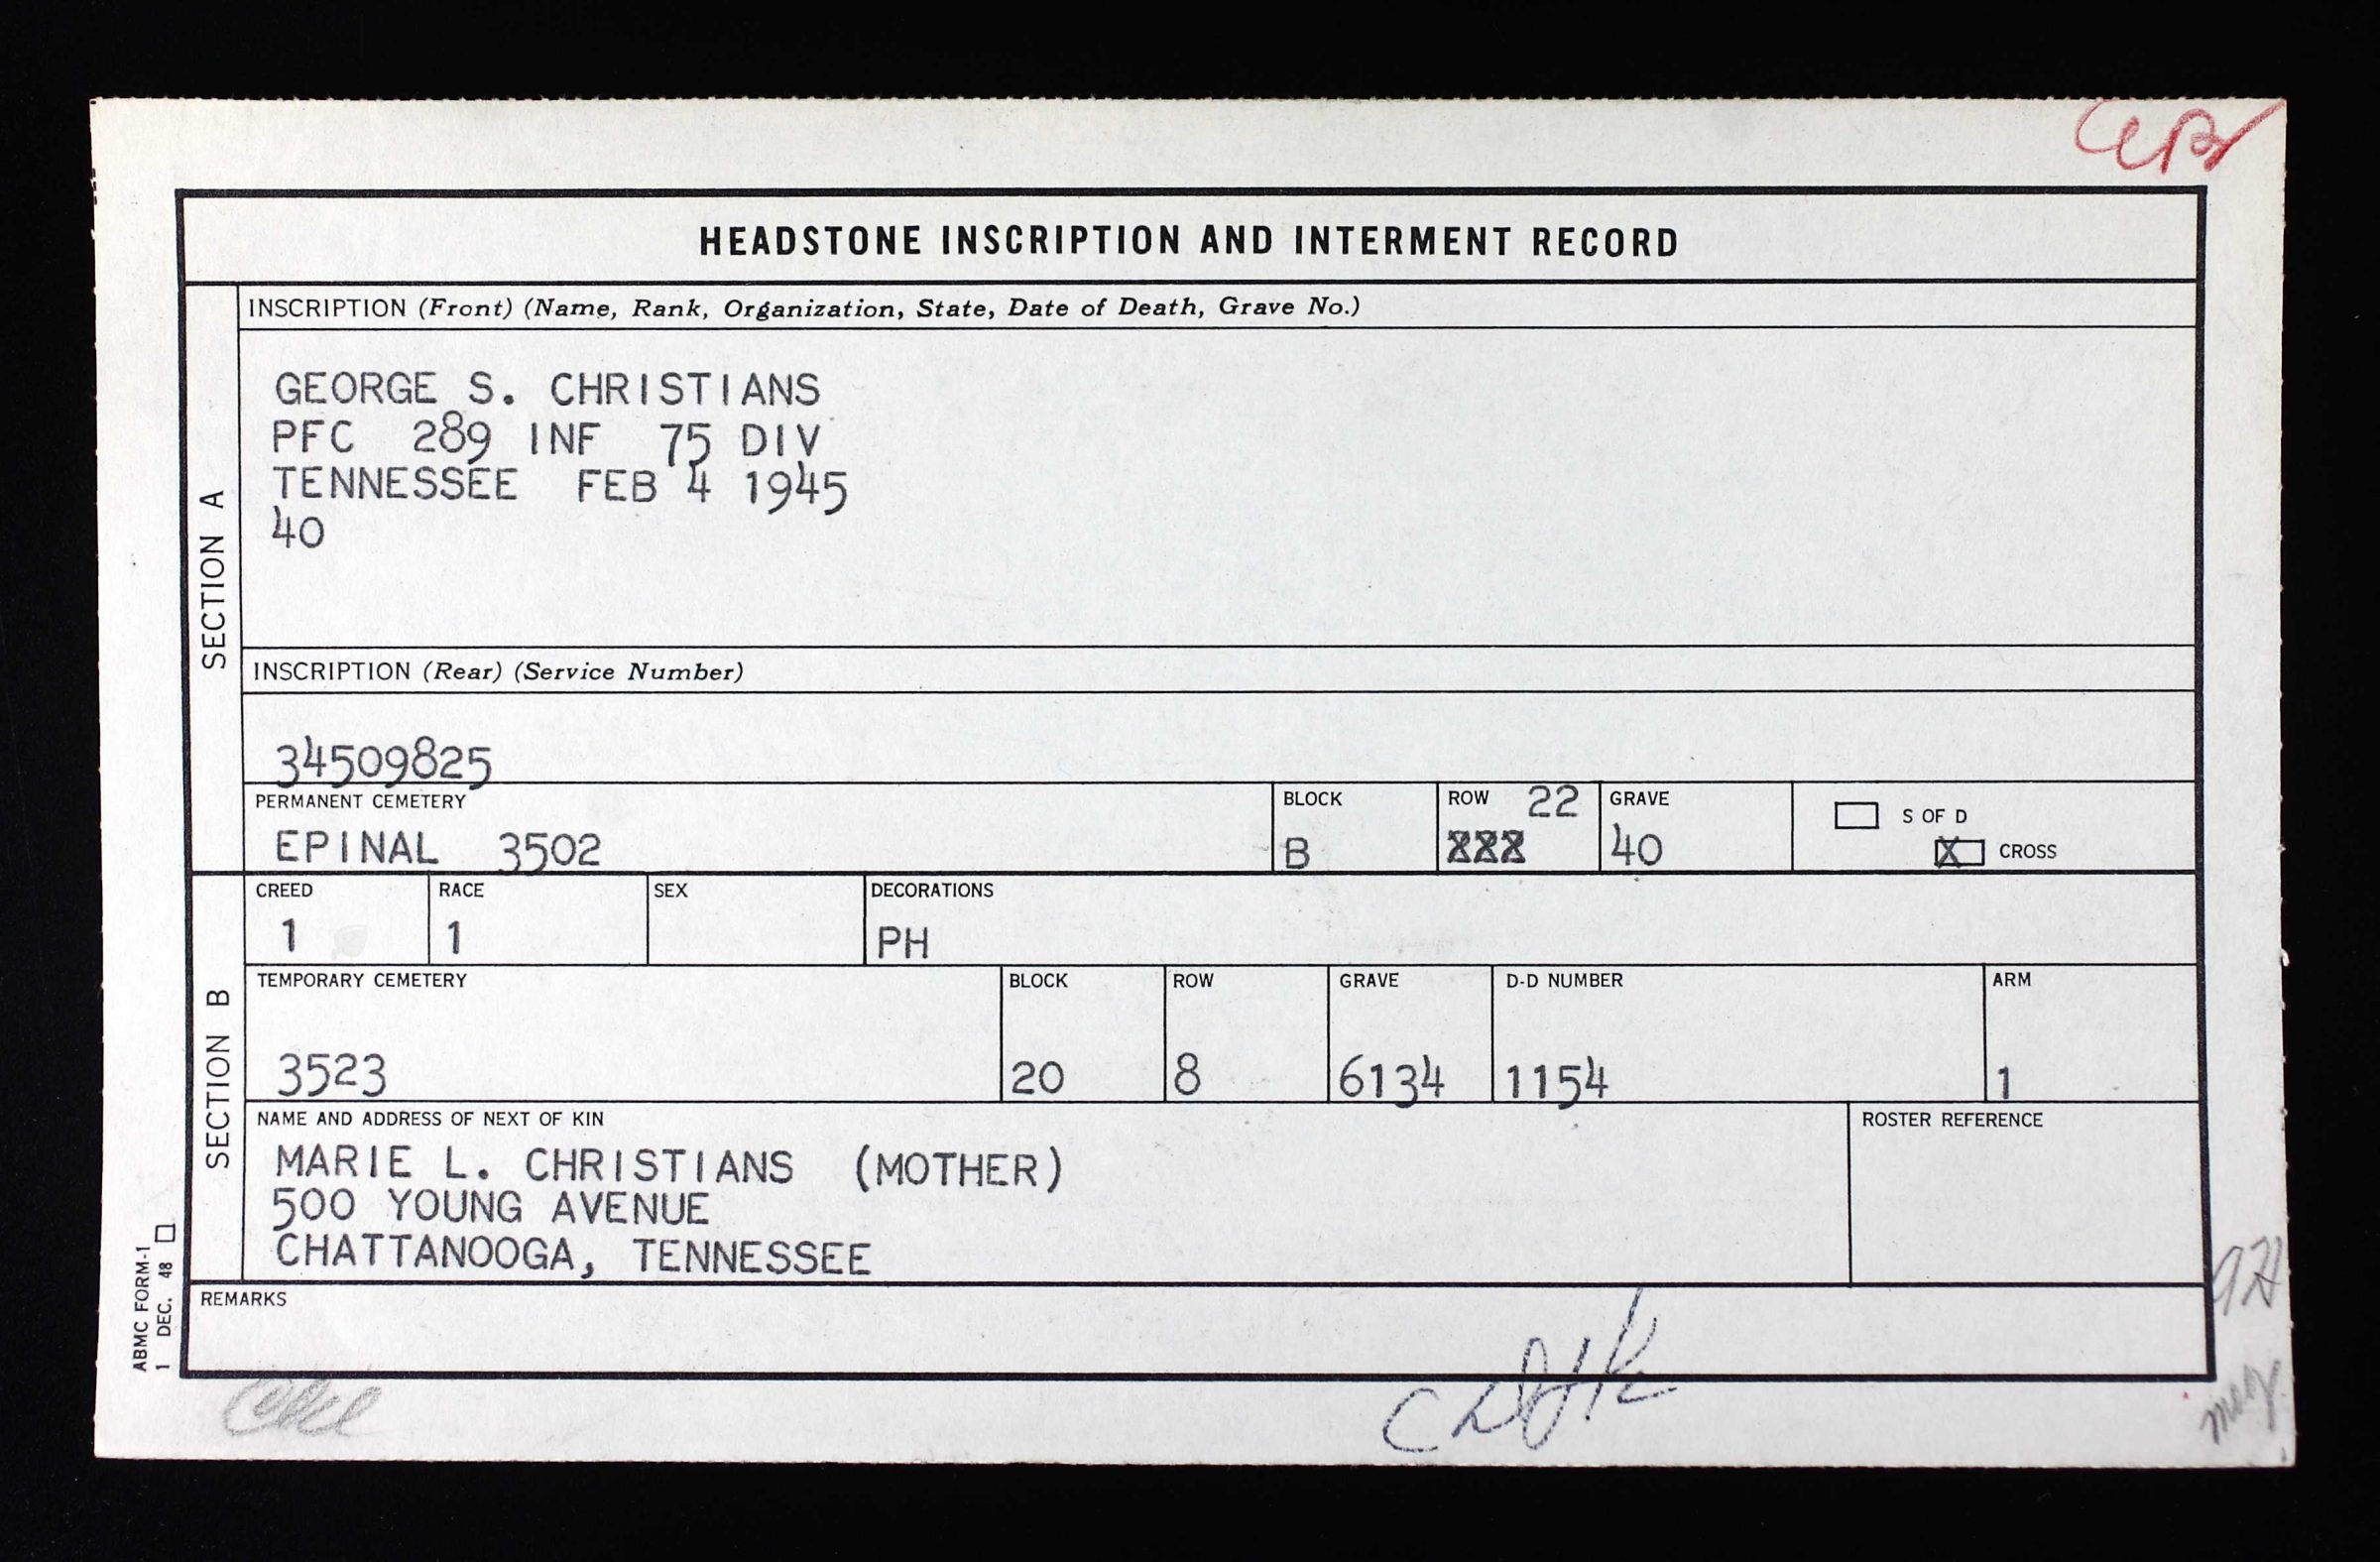 HEADSTONE INSCRIPTION AND INTERMENT RECORD
SECTION A
INSCRIPTION (Front) (Name, Rank, Organization, State, Date of Death, Grave No.)
GEORGE S. CHRISTIANS
PFC 289 INF 75 DIV
TENNESSEE FEB 4 1945
40
INSCRIPTION (Rear) (Service Number)
34509825
PERMANENT CEMETERY
EPINAL 3502
BLOCK
B
ROW 22
GRAVE
40
S OF D
X CROSS
SECTION B
CREED
1
RACE
1
SEX
DECORATIONS
PH
TEMPORARY CEMETERY
3523
BLOCK
20
ROW
8
GRAVE
6134
D-D NUMBER
1154
ARM
1
NAME AND ADDRESS OF NEXT OF KIN
MARIE L. CHRISTIANS (MOTHER)
500 YOUNG AVENUE
CHATTANOOGA, TENNESSEE
ROSTER REFERENCE
REMARKS
ABMC FORM-1
1 DEC. 48